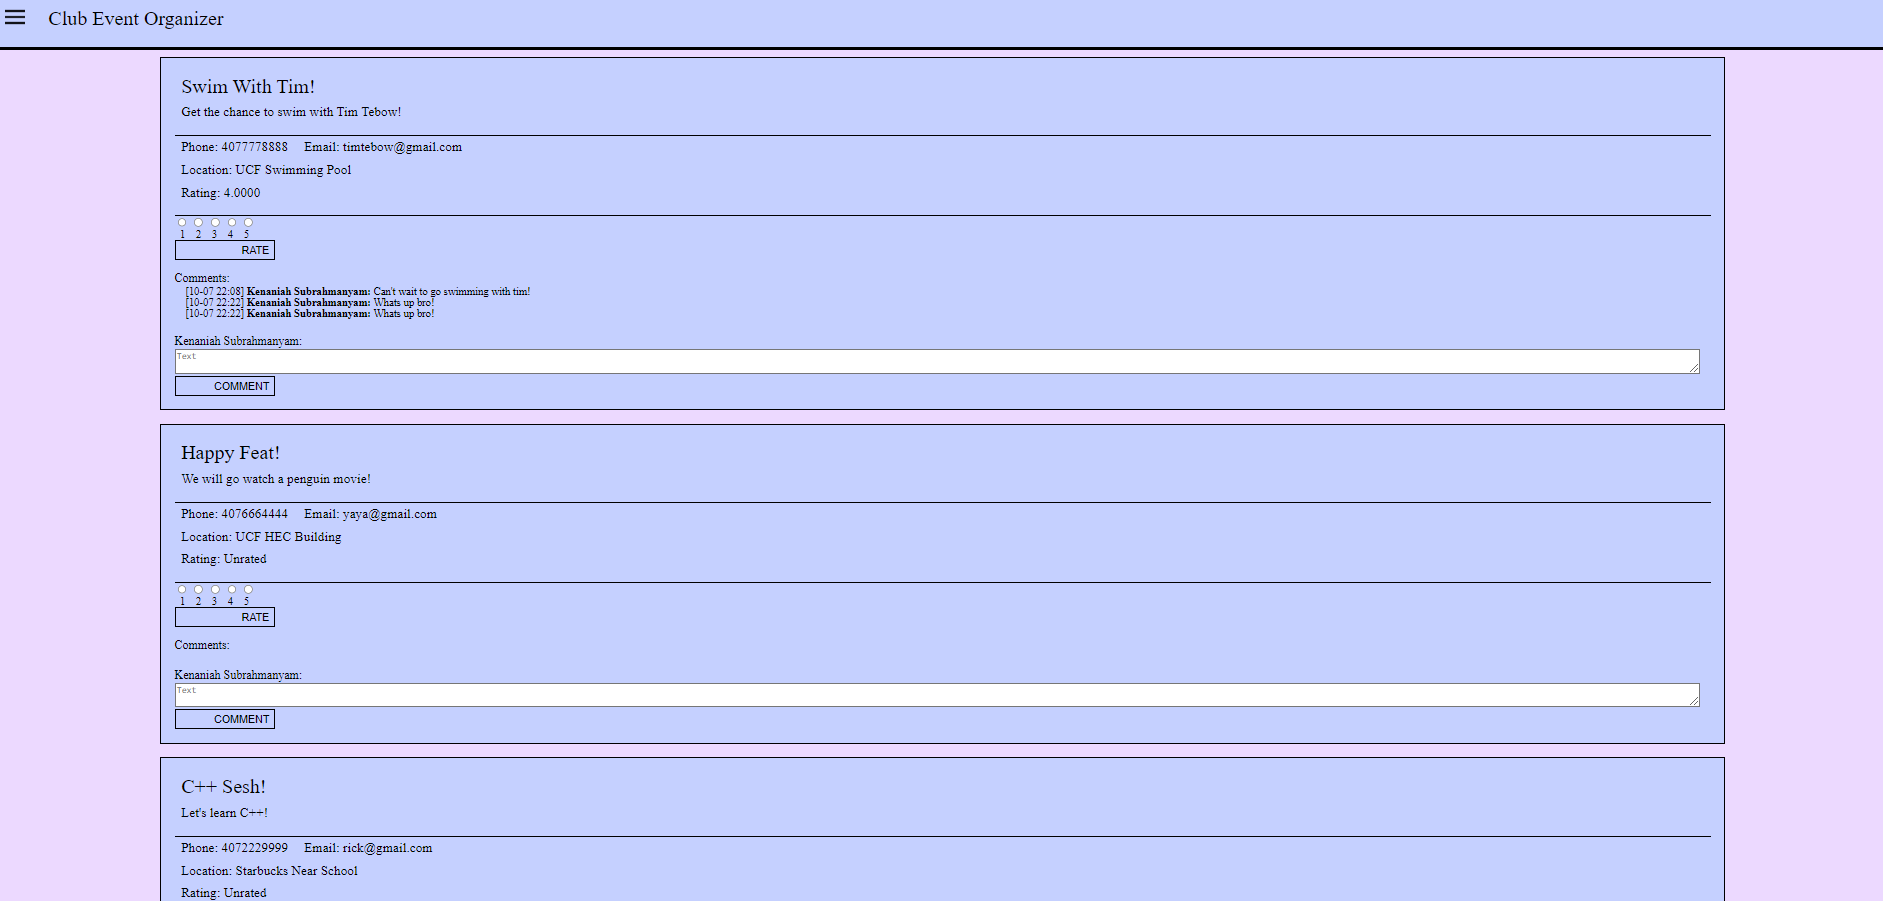 Club Event Organizer
Swim With Tim!
Get the chance to swim with Tim Tebow!
Phone: 4077778888 Email: timtebow@gmail.com
Location: UCF Swimming Pool
Rating: 4.0000
1 2 3 4 5
RATE
Comments:
[10-07 22:08] Kenaniah Subrahmanyam: Can't wait to go swimming with tim!
[10-07 22:22] Kenaniah Subrahmanyam: Whats up bro!
[10-07 22:22] Kenaniah Subrahmanyam: Whats up bro!
Kenaniah Subrahmanyam:
Text
COMMENT
Happy Feat!
We will go watch a penguin movie!
Phone: 4076664444 Email: yaya@gmail.com
Location: UCF HEC Building
Rating: Unrated
1 2 3 4 5
RATE
Comments:
Kenaniah Subrahmanyam:
Text
COMMENT
C++ Sesh!
Let's learn C++!
Phone: 4072229999 Email: rick@gmail.com
Location: Starbucks Near School
Rating: Unrated